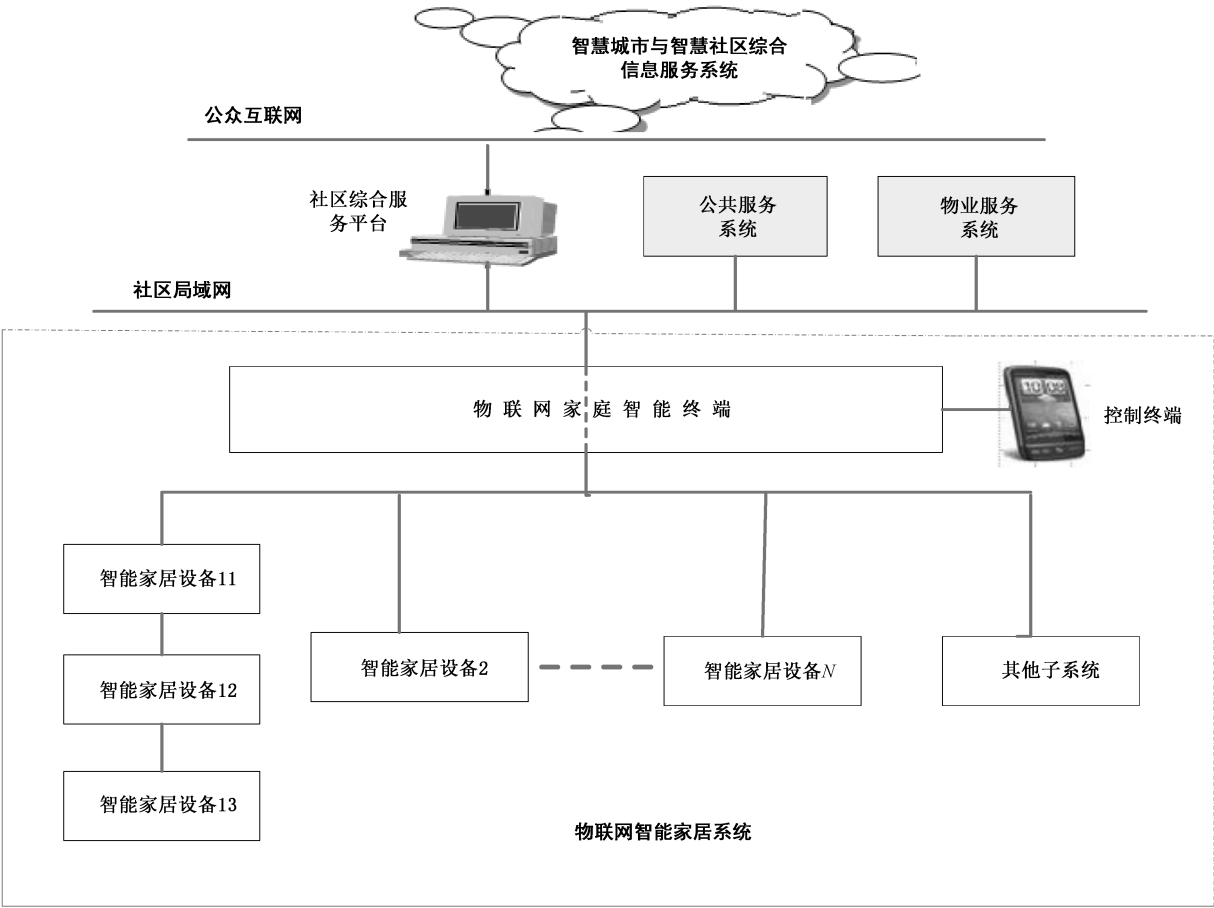 智慧城市与智慧社区综合
信息服务系统
公众互联网
社区综合服
务平台
公共服务
系统
物业服务
系统
社区局域网
物联网家庭智能终端
10:08
控制终端
智能家居设备11
智能家居设备12
智能家居设备13
智能家居设备2
智能家居设备N
其他子系统
物联网智能家居系统